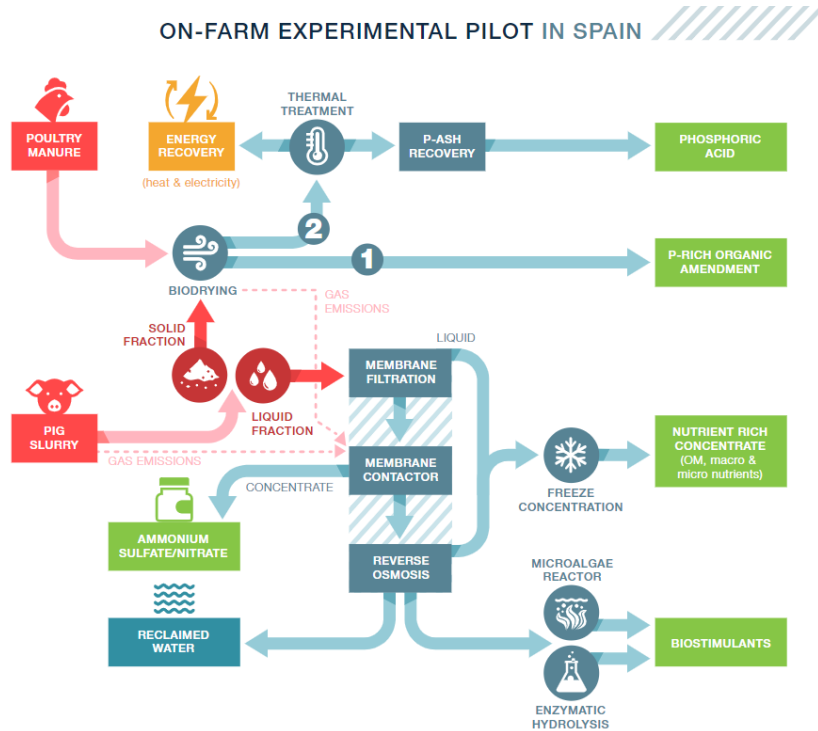 ON-FARM EXPERIMENTAL PILOT IN SPAIN
THERMAL
TREATMENT
POULTRY
MANURE
ENERGY
RECOVERY
(heat & electricity)
P-ASH
RECOVERY
PHOSPHORIC
ACID
2
1
P-RICH ORGANIC
AMENDMENT
BIODRYING
GAS
EMISSIONS
SOLID
FRACTION
LIQUID
MEMBRANE
FILTRATION
LIQUID
FRACTION
PIG
SLURRY
GAS EMISSIONS
MEMBRANE
CONTACTOR
CONCENTRATE
NUTRIENT RICH
CONCENTRATE
(OM, macro &
micro nutrients)
FREEZE
CONCENTRATION
AMMONIUM
SULFATE/NITRATE
REVERSE
OSMOSIS
MICROALGAE
REACTOR
RECLAIMED
WATER
BIOSTIMULANTS
ENZYMATIC
HYDROLYSIS